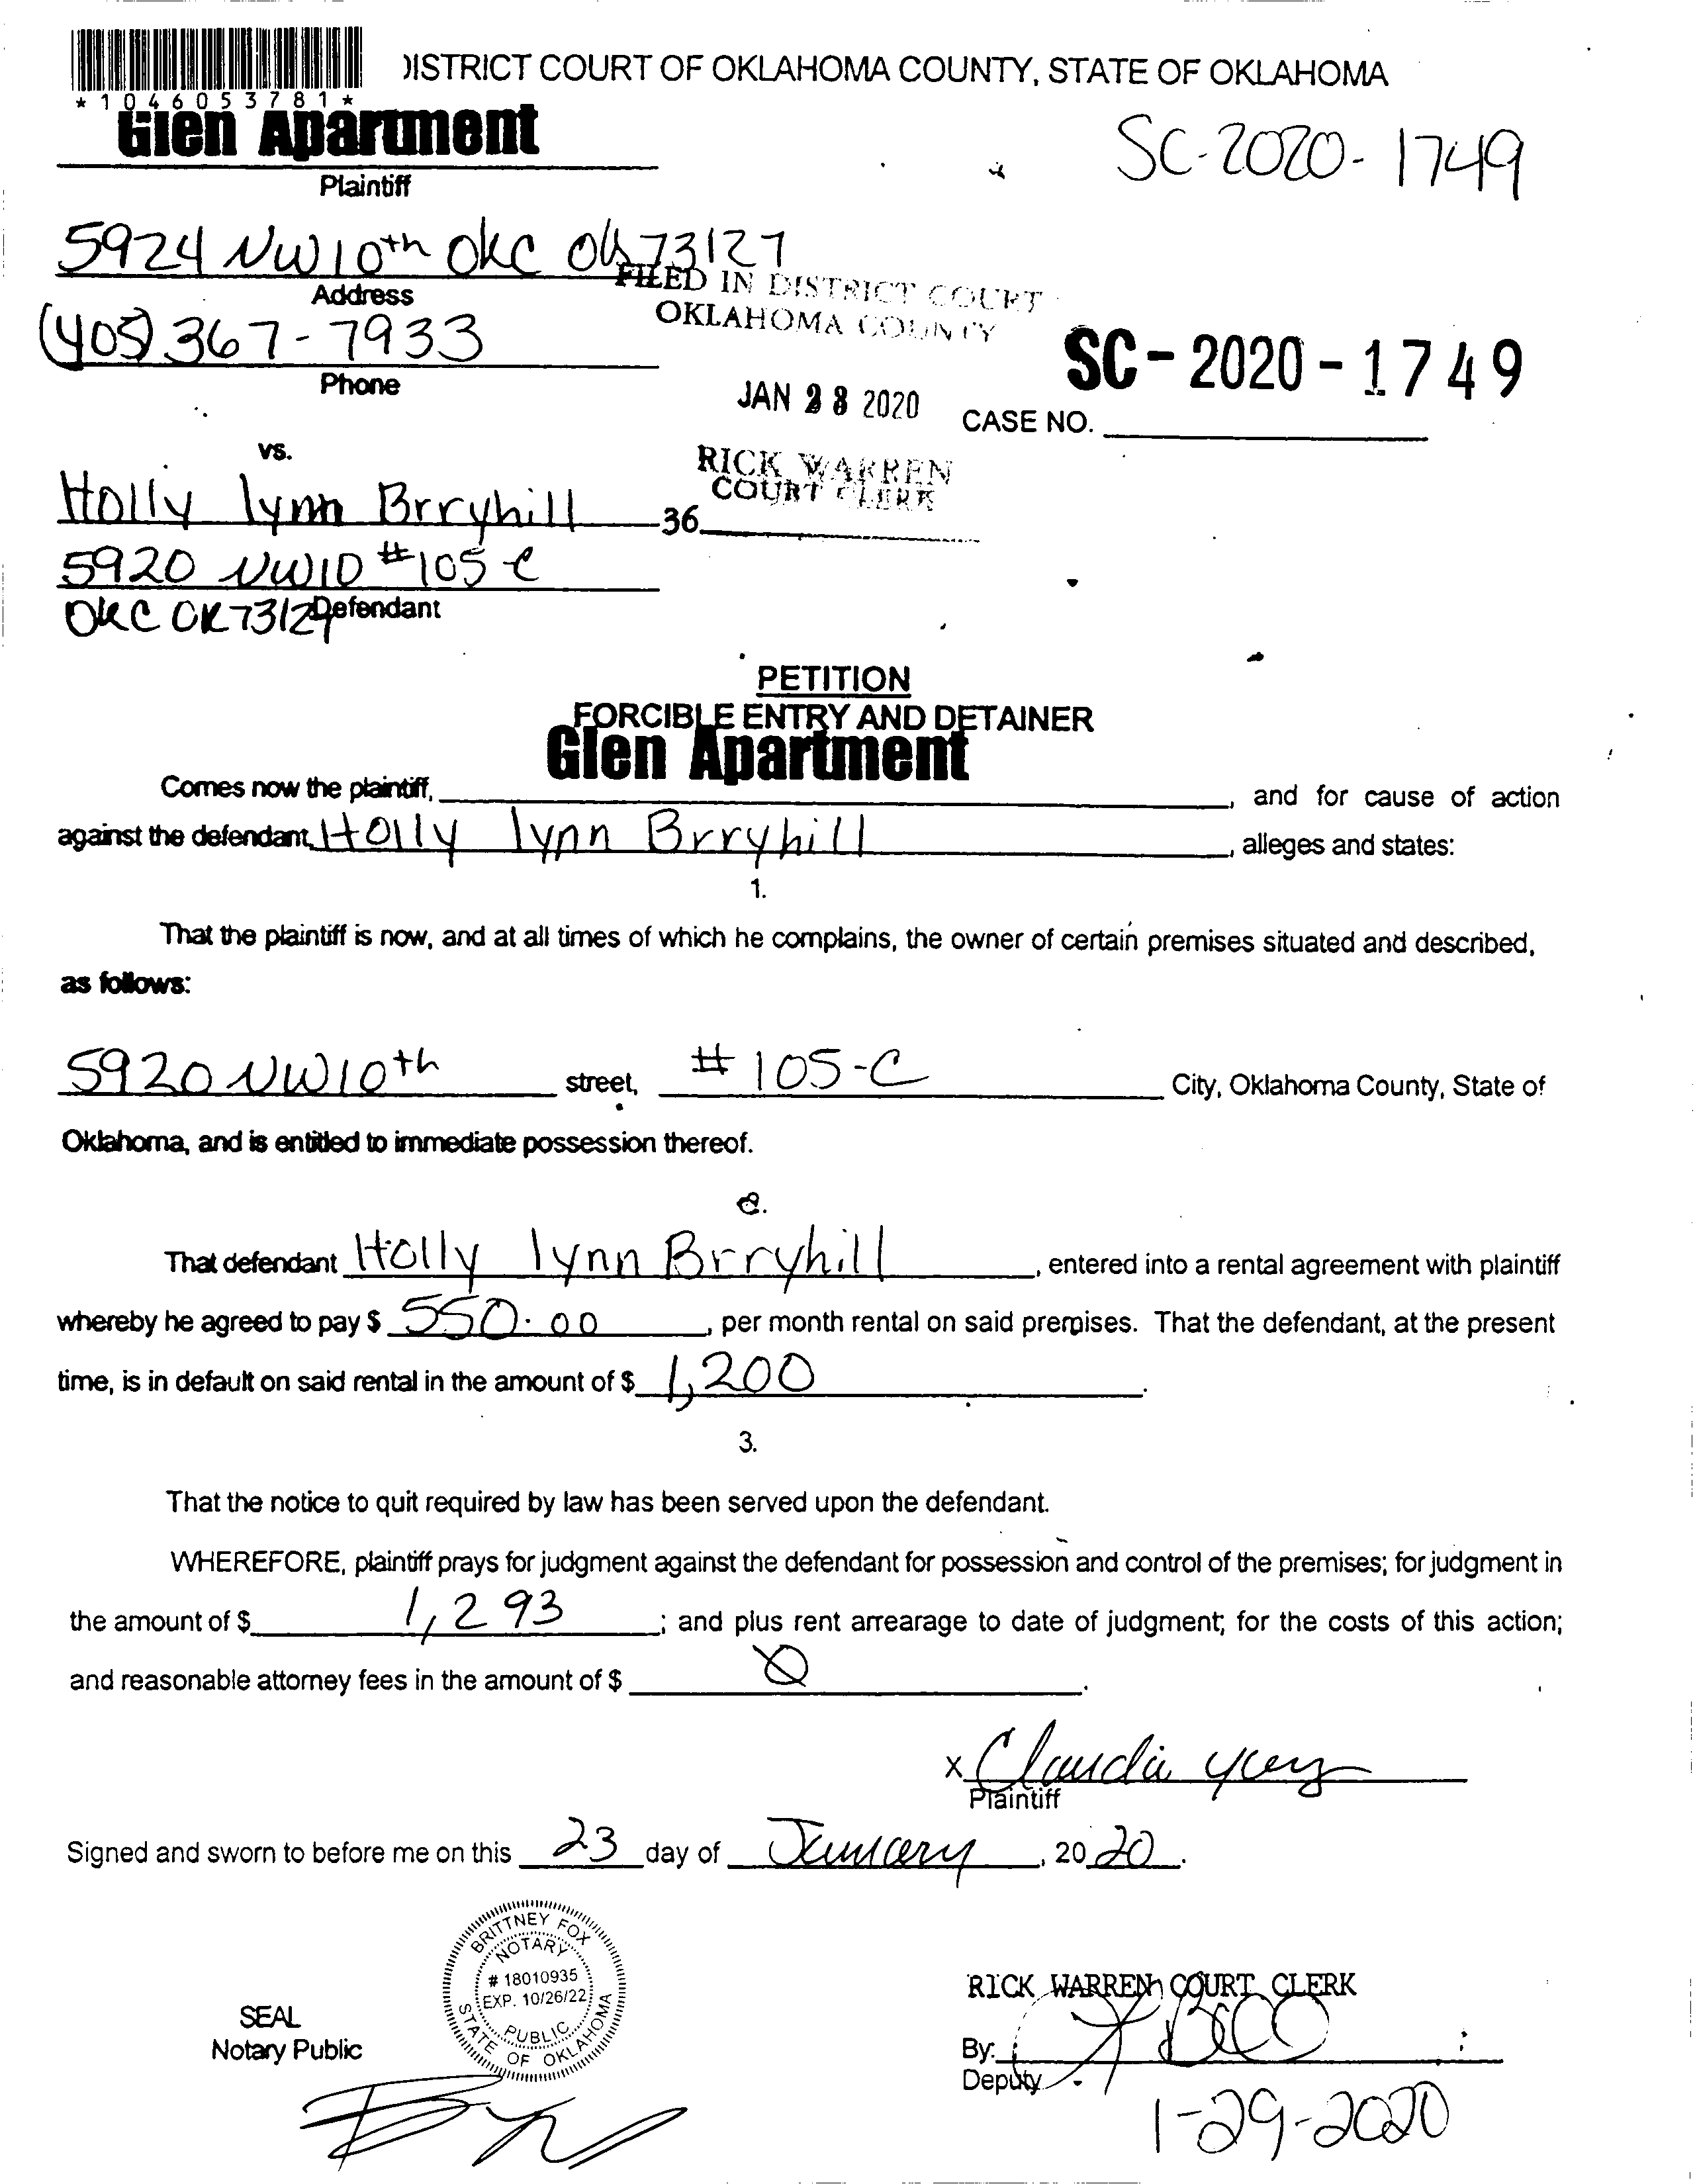 DISTRICT COURT OF OKLAHOMA COUNTY, STATE OF OKLAHOMA
*1046053781*
Glen Apartment
SC-2020-1749
Plaintiff
5924 NW 10th OKC OK 73127
FILED IN DISTRICT COURT
Address
OKLAHOMA COUNTY
(405) 367-7933
SC-2020-1749
Phone
JAN 28 2020
CASE NO.
vs.
RICK WARREN
COURT CLERK
Holly lynn Brryhill
36
5920 NW10 #105-C
OKC OK 73127
Defendant
PETITION
FORCIBLE ENTRY AND DETAINER
Glen Apartment
Comes now the plaintiff, , and for cause of action
against the defendant, Holly lynn Brryhill , alleges and states:
1.
That the plaintiff is now, and at all times of which he complains, the owner of certain premises situated and described,
as follows:
5920 NW10th street, #105-C City, Oklahoma County, State of
Oklahoma, and is entitled to immediate possession thereof.
2.
That defendant Holly lynn Brryhill , entered into a rental agreement with plaintiff
whereby he agreed to pay $ 550.00 , per month rental on said premises. That the defendant, at the present
time, is in default on said rental in the amount of $ 1,200 .
3.
That the notice to quit required by law has been served upon the defendant.
WHEREFORE, plaintiff prays for judgment against the defendant for possession and control of the premises; for judgment in
the amount of $ 1,293 ; and plus rent arrearage to date of judgment; for the costs of this action;
and reasonable attorney fees in the amount of $ Ø .
x Claudia
Plaintiff
Signed and sworn to before me on this 23 day of January , 2020 .
BRITTNEY FOX
NOTARY
# 18010935
EXP. 10/26/22
PUBLIC
STATE OF OKLAHOMA
SEAL
Notary Public
RICK WARREN COURT CLERK
By:
Deputy
1-29-2020